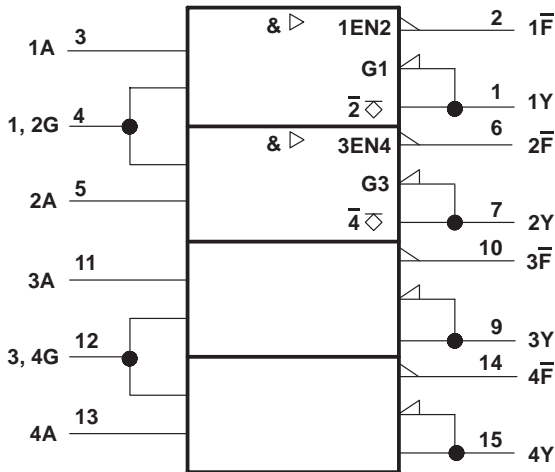 & ▷ 1EN2 2 1F̅
1A 3
G1
1 1Y
2̅ ◇
1, 2G 4
& ▷ 3EN4 6 2F̅
G3
2A 5
4̅ ◇ 7 2Y
10 3F̅
3A 11
9 3Y
3, 4G 12
14 4F̅
4A 13
15 4Y